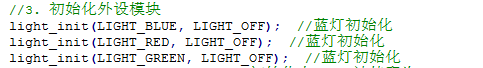 //3. 初始化外设模块
light_init(LIGHT_BLUE, LIGHT_OFF);  //蓝灯初始化
light_init(LIGHT_RED, LIGHT_OFF);  //蓝灯初始化
light_init(LIGHT_GREEN, LIGHT_OFF);  //蓝灯初始化